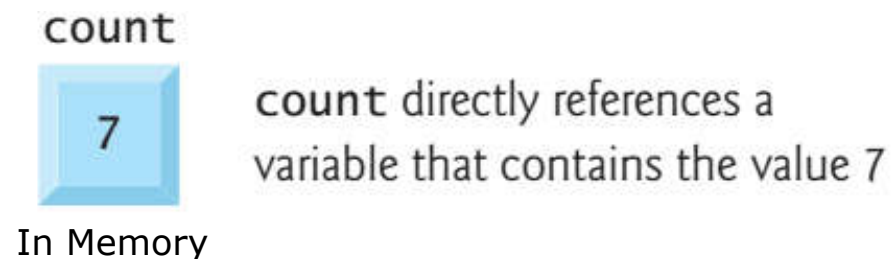 count
7
count directly references a
variable that contains the value 7
In Memory